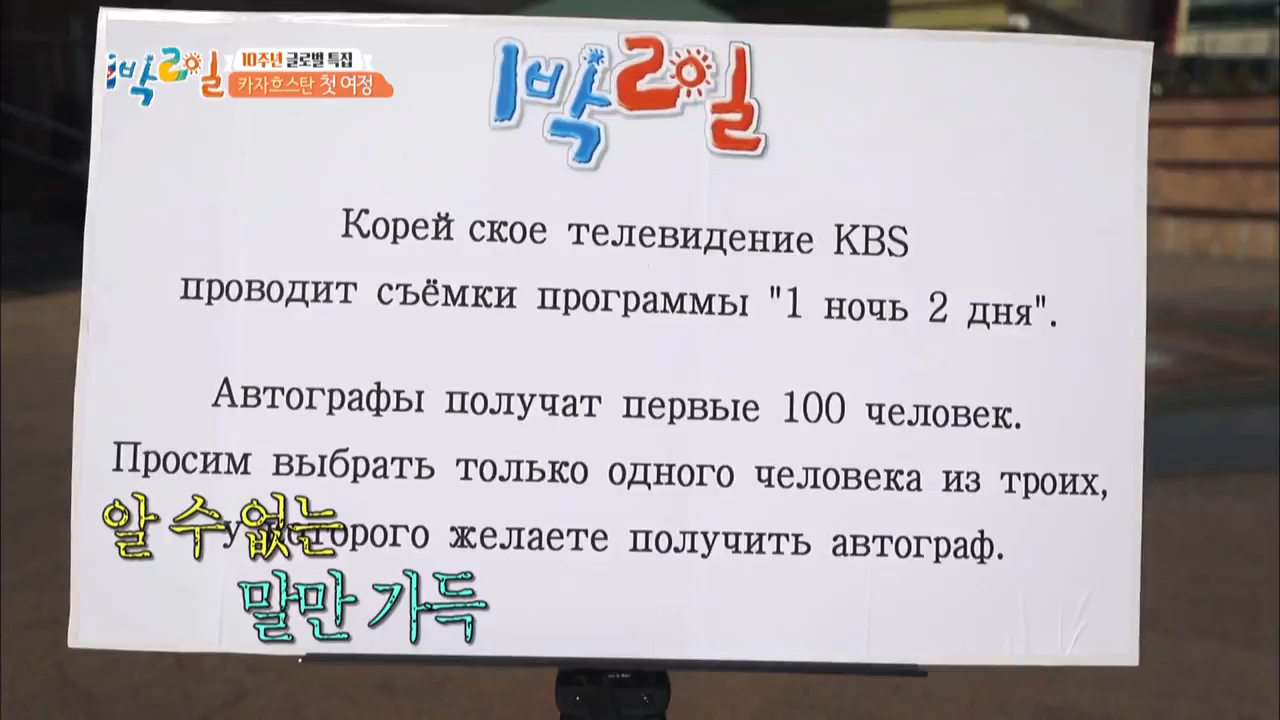 1박2일
10주년 글로벌 특집
카자흐스탄 첫 여정
1박2일
Корей ское телевидение KBS
проводит съёмки программы "1 ночь 2 дня".
Автографы получат первые 100 человек.
Просим выбрать только одного человека из троих,
у которого желаете получить автограф.
알 수 없는
말만 가득